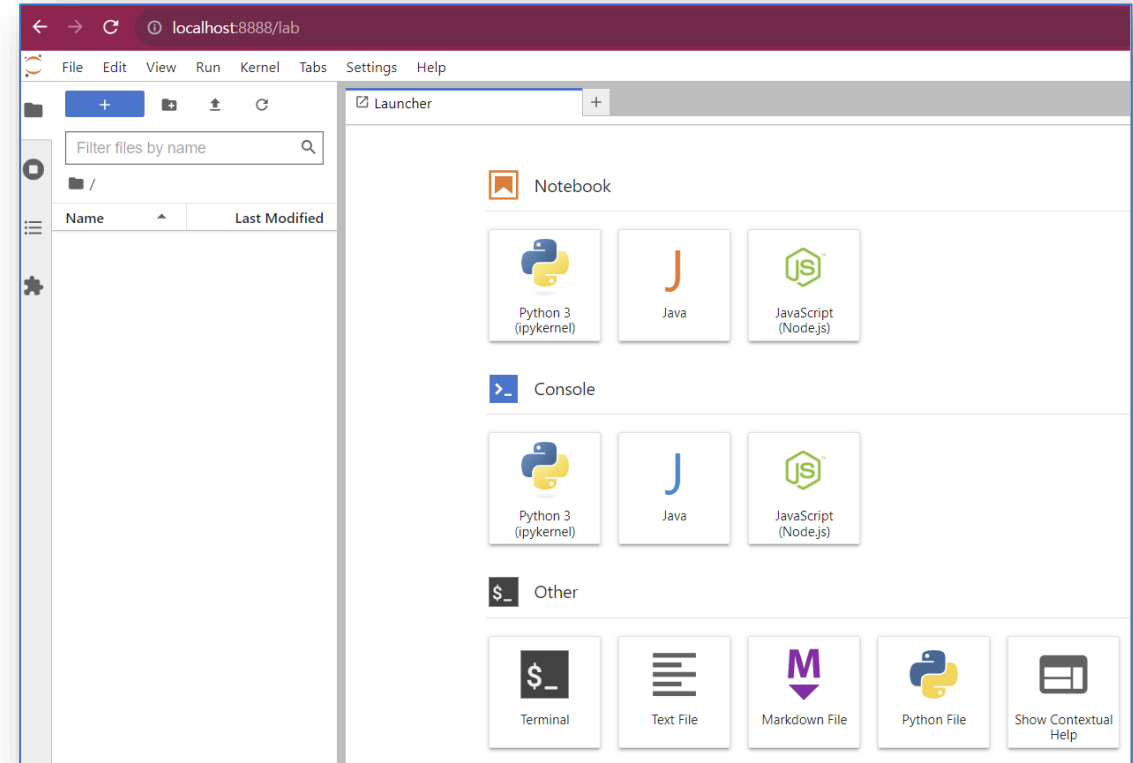 localhost:8888/lab
File Edit View Run Kernel Tabs Settings Help
+
Launcher
+
Filter files by name
/
Name Last Modified
Notebook
Python 3
(ipykernel)
J
Java
JS
JavaScript
(Node.js)
>_
Console
Python 3
(ipykernel)
J
Java
JS
JavaScript
(Node.js)
$_
Other
$_
Terminal
Text File
M
Markdown File
Python File
Show Contextual
Help